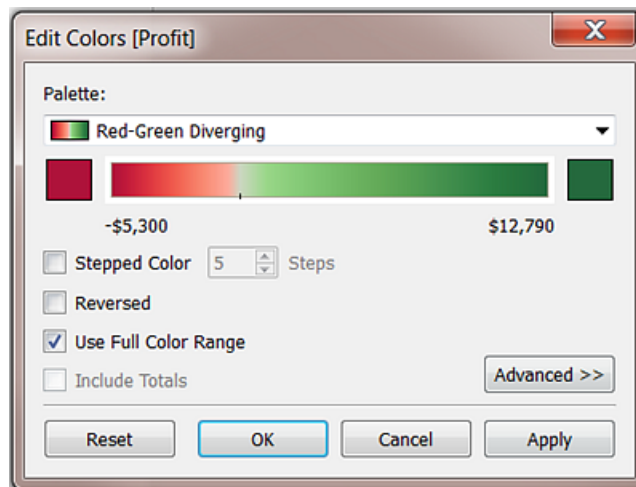 Edit Colors [Profit]
Palette:
Red-Green Diverging
-$5,300 $12,790
Stepped Color 5 Steps
Reversed
Use Full Color Range
Include Totals
Advanced >>
Reset OK Cancel Apply